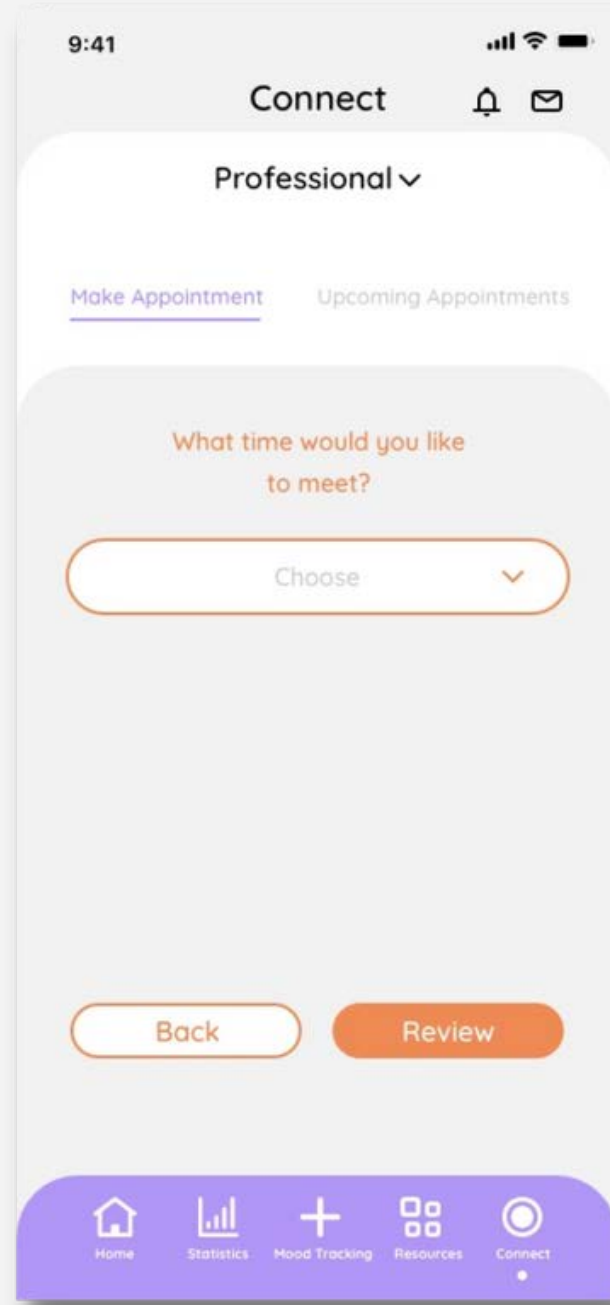 9:41
Connect
Professional
Make Appointment Upcoming Appointments
What time would you like
to meet?
Choose
Back Review
Home Statistics Mood Tracking Resources Connect